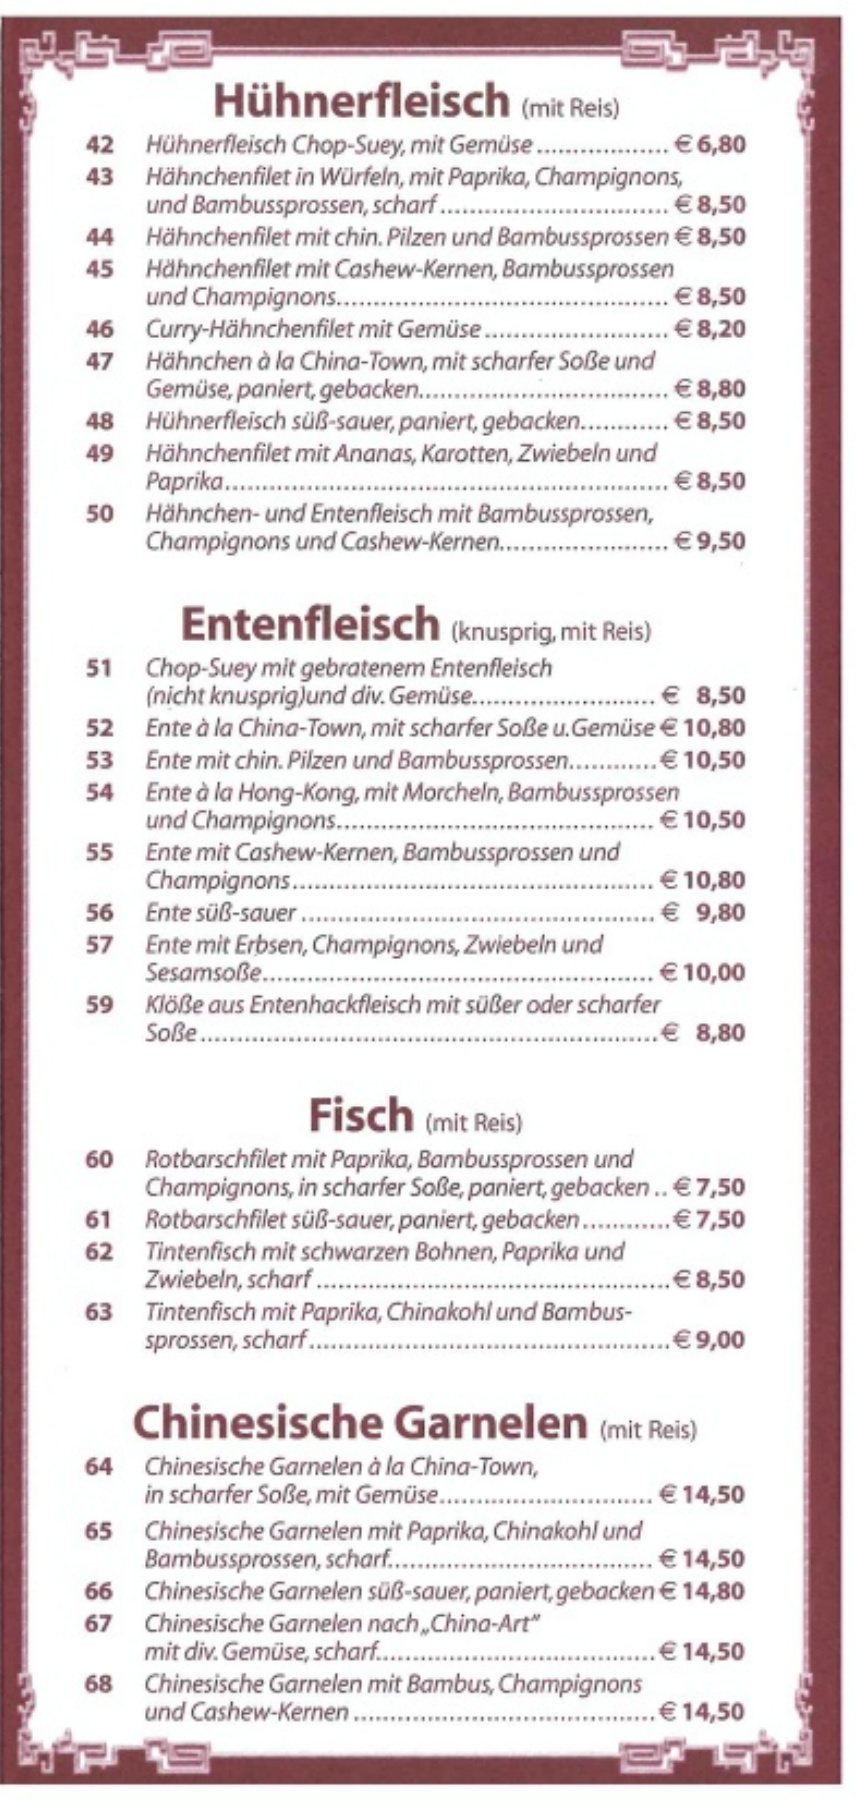 Hühnerfleisch (mit Reis)
42 Hühnerfleisch Chop-Suey, mit Gemüse .................. € 6,80
43 Hähnchenfilet in Würfeln, mit Paprika, Champignons,
und Bambussprossen, scharf ............................... € 8,50
44 Hähnchenfilet mit chin. Pilzen und Bambussprossen € 8,50
45 Hähnchenfilet mit Cashew-Kernen, Bambussprossen
und Champignons............................................. € 8,50
46 Curry-Hähnchenfilet mit Gemüse ......................... € 8,20
47 Hähnchen à la China-Town, mit scharfer Soße und
Gemüse, paniert, gebacken.................................. € 8,80
48 Hühnerfleisch süß-sauer, paniert, gebacken............ € 8,50
49 Hähnchenfilet mit Ananas, Karotten, Zwiebeln und
Paprika............................................................ € 8,50
50 Hähnchen- und Entenfleisch mit Bambussprossen,
Champignons und Cashew-Kernen....................... € 9,50
Entenfleisch (knusprig, mit Reis)
51 Chop-Suey mit gebratenem Entenfleisch
(nicht knusprig)und div. Gemüse......................... € 8,50
52 Ente à la China-Town, mit scharfer Soße u.Gemüse € 10,80
53 Ente mit chin. Pilzen und Bambussprossen............ € 10,50
54 Ente à la Hong-Kong, mit Morcheln, Bambussprossen
und Champignons........................................... € 10,50
55 Ente mit Cashew-Kernen, Bambussprossen und
Champignons................................................. € 10,80
56 Ente süß-sauer ................................................ € 9,80
57 Ente mit Erbsen, Champignons, Zwiebeln und
Sesamsoße..................................................... € 10,00
59 Klöße aus Entenhackfleisch mit süßer oder scharfer
Soße .............................................................. € 8,80
Fisch (mit Reis)
60 Rotbarschfilet mit Paprika, Bambussprossen und
Champignons, in scharfer Soße, paniert, gebacken .. € 7,50
61 Rotbarschfilet süß-sauer, paniert, gebacken ............ € 7,50
62 Tintenfisch mit schwarzen Bohnen, Paprika und
Zwiebeln, scharf ................................................ € 8,50
63 Tintenfisch mit Paprika, Chinakohl und Bambus-
sprossen, scharf................................................. € 9,00
Chinesische Garnelen (mit Reis)
64 Chinesische Garnelen à la China-Town,
in scharfer Soße, mit Gemüse............................. € 14,50
65 Chinesische Garnelen mit Paprika, Chinakohl und
Bambussprossen, scharf.................................... € 14,50
66 Chinesische Garnelen süß-sauer, paniert, gebacken € 14,80
67 Chinesische Garnelen nach „China-Art“
mit div. Gemüse, scharf...................................... € 14,50
68 Chinesische Garnelen mit Bambus, Champignons
und Cashew-Kernen ......................................... € 14,50